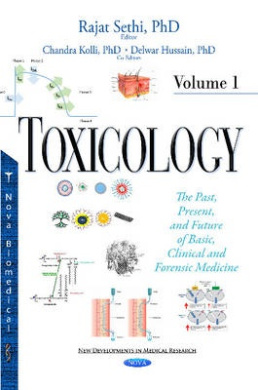 Rajat Sethi, PhD
Editor
Chandra Kolli, PhD • Delwar Hussain, PhD
Co-Editors
Volume 1
TOXICOLOGY
The Past,
Present,
and Future
of Basic,
Clinical and
Forensic Medicine
Nova Biomedical
NEW DEVELOPMENTS IN MEDICAL RESEARCH
NOVA